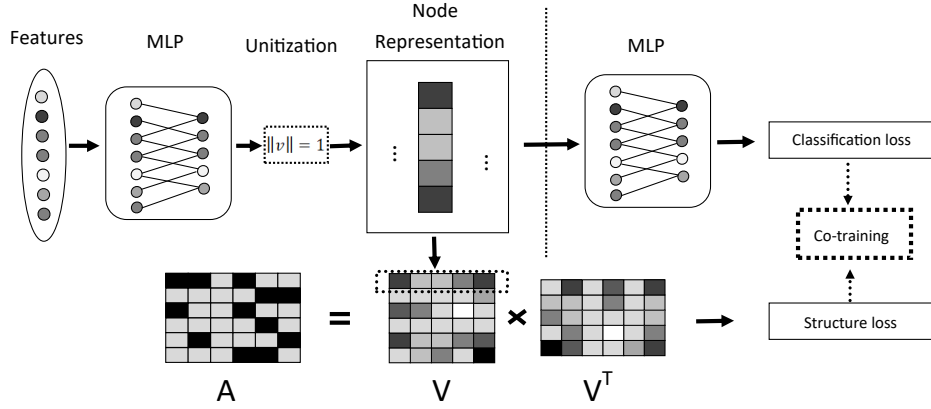 Features
MLP
Unitization
Node
Representation
MLP
‖v‖ = 1
Classification loss
Co-training
Structure loss
A
=
V
×
V^T